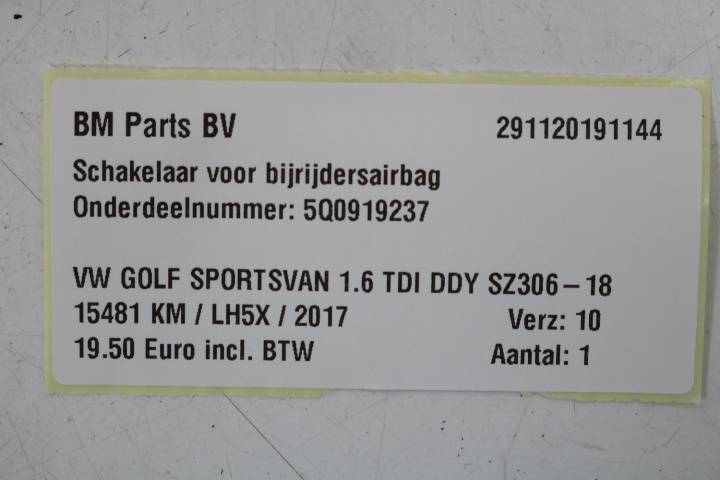 BM Parts BV 291120191144
Schakelaar voor bijrijdersairbag
Onderdeelnummer: 5Q0919237
VW GOLF SPORTSVAN 1.6 TDI DDY SZ306-18
15481 KM / LH5X / 2017 Verz: 10
19.50 Euro incl. BTW Aantal: 1